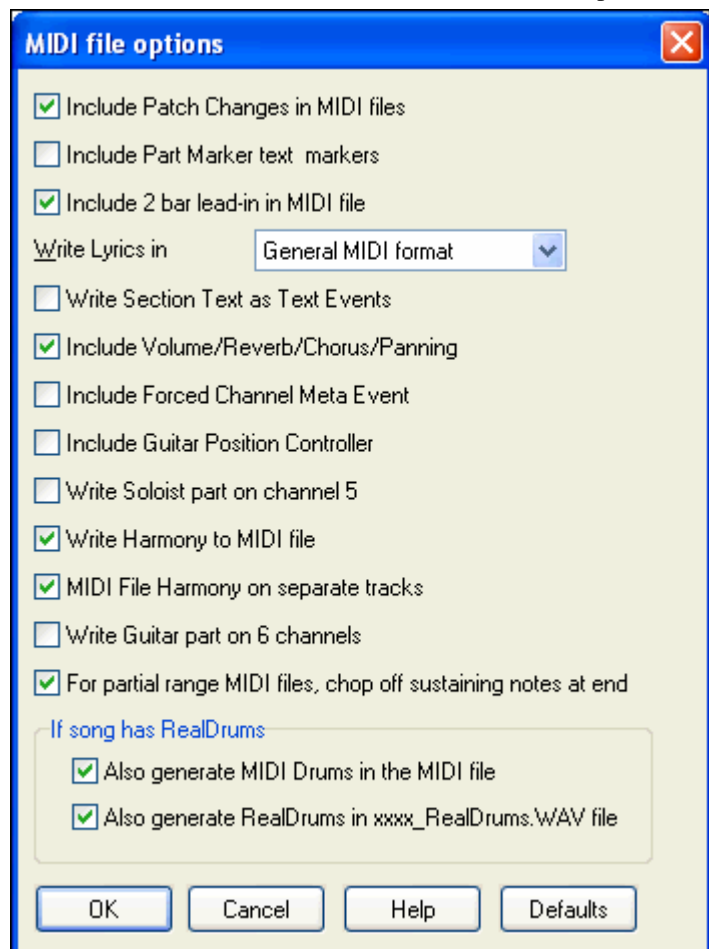 MIDI file options
Include Patch Changes in MIDI files
Include Part Marker text markers
Include 2 bar lead-in in MIDI file
Write Lyrics in General MIDI format
Write Section Text as Text Events
Include Volume/Reverb/Chorus/Panning
Include Forced Channel Meta Event
Include Guitar Position Controller
Write Soloist part on channel 5
Write Harmony to MIDI file
MIDI File Harmony on separate tracks
Write Guitar part on 6 channels
For partial range MIDI files, chop off sustaining notes at end
If song has RealDrums
Also generate MIDI Drums in the MIDI file
Also generate RealDrums in xxxx_RealDrums.WAV file
OK Cancel Help Defaults